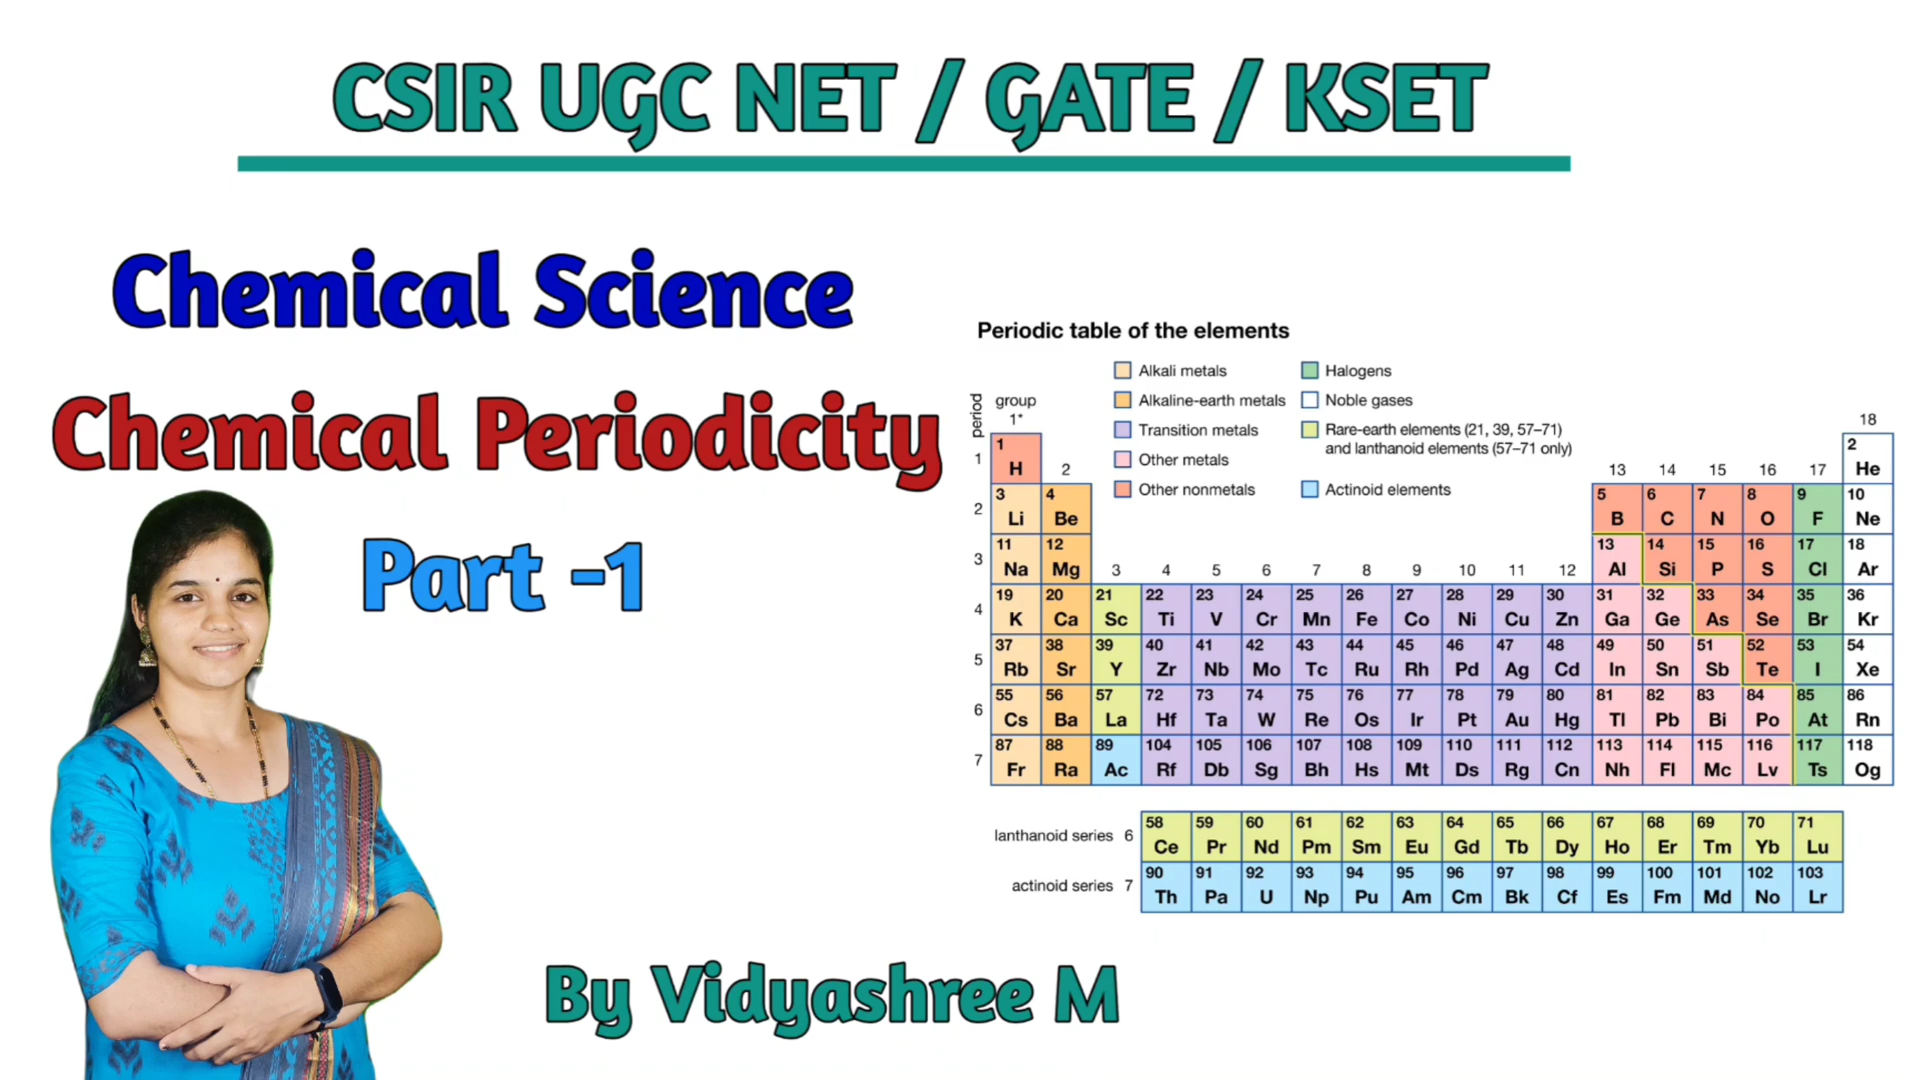 CSIR UGC NET / GATE / KSET
Chemical Science
Chemical Periodicity
Part -1
By Vidyashree M
Periodic table of the elements
Alkali metals
Alkaline-earth metals
Transition metals
Other metals
Other nonmetals
Halogens
Noble gases
Rare-earth elements (21, 39, 57–71)
and lanthanoid elements (57–71 only)
Actinoid elements
period
group
1* 18
1 2 13 14 15 16 17
1 2
H He
2 3 4 5 6 7 8 9 10
Li Be B C N O F Ne
3 11 12 13 14 15 16 17 18
Na Mg Al Si P S Cl Ar
3 4 5 6 7 8 9 10 11 12
4 19 20 21 22 23 24 25 26 27 28 29 30 31 32 33 34 35 36
K Ca Sc Ti V Cr Mn Fe Co Ni Cu Zn Ga Ge As Se Br Kr
5 37 38 39 40 41 42 43 44 45 46 47 48 49 50 51 52 53 54
Rb Sr Y Zr Nb Mo Tc Ru Rh Pd Ag Cd In Sn Sb Te I Xe
6 55 56 57 72 73 74 75 76 77 78 79 80 81 82 83 84 85 86
Cs Ba La Hf Ta W Re Os Ir Pt Au Hg Tl Pb Bi Po At Rn
7 87 88 89 104 105 106 107 108 109 110 111 112 113 114 115 116 117 118
Fr Ra Ac Rf Db Sg Bh Hs Mt Ds Rg Cn Nh Fl Mc Lv Ts Og
lanthanoid series 6 58 59 60 61 62 63 64 65 66 67 68 69 70 71
Ce Pr Nd Pm Sm Eu Gd Tb Dy Ho Er Tm Yb Lu
actinoid series 7 90 91 92 93 94 95 96 97 98 99 100 101 102 103
Th Pa U Np Pu Am Cm Bk Cf Es Fm Md No Lr